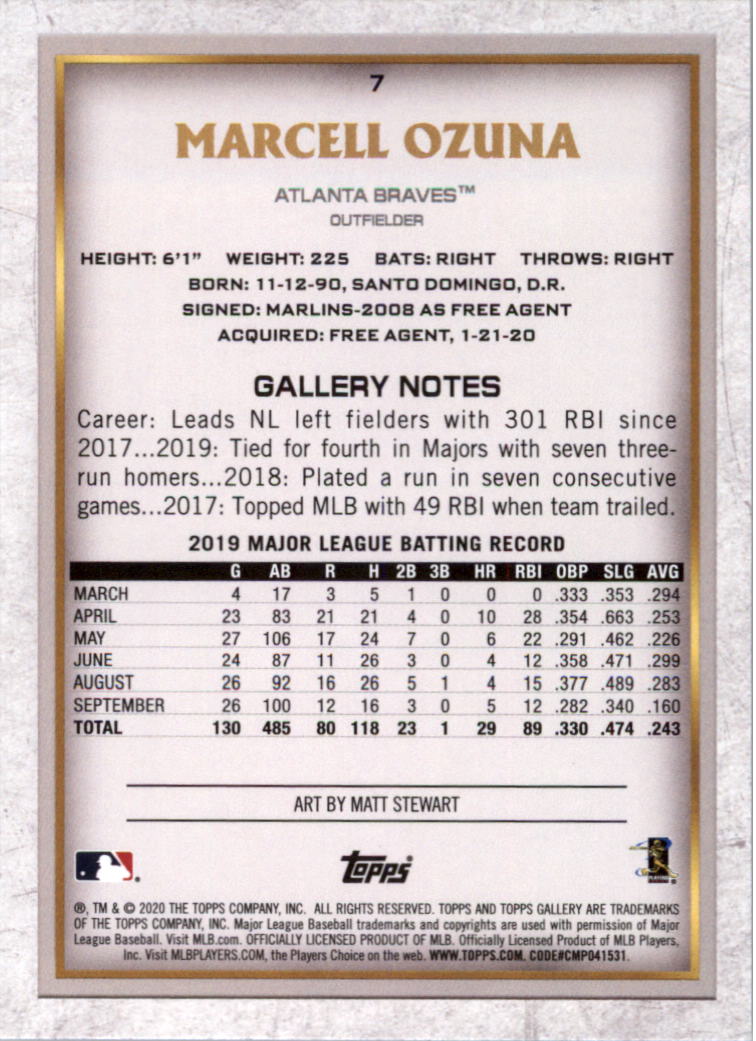 7
MARCELL OZUNA
ATLANTA BRAVES™
OUTFIELDER
HEIGHT: 6'1" WEIGHT: 225 BATS: RIGHT THROWS: RIGHT
BORN: 11-12-90, SANTO DOMINGO, D.R.
SIGNED: MARLINS-2008 AS FREE AGENT
ACQUIRED: FREE AGENT, 1-21-20
GALLERY NOTES
Career: Leads NL left fielders with 301 RBI since
2017...2019: Tied for fourth in Majors with seven three-
run homers...2018: Plated a run in seven consecutive
games...2017: Topped MLB with 49 RBI when team trailed.
2019 MAJOR LEAGUE BATTING RECORD
G AB R H 2B 3B HR RBI OBP SLG AVG
MARCH 4 17 3 5 1 0 0 0 .333 .353 .294
APRIL 23 83 21 21 4 0 10 28 .354 .663 .253
MAY 27 106 17 24 7 0 6 22 .291 .462 .226
JUNE 24 87 11 26 3 0 4 12 .358 .471 .299
AUGUST 26 92 16 26 5 1 4 15 .377 .489 .283
SEPTEMBER 26 100 12 16 3 0 5 12 .282 .340 .160
TOTAL 130 485 80 118 23 1 29 89 .330 .474 .243
ART BY MATT STEWART
topps
®, TM & © 2020 THE TOPPS COMPANY, INC. ALL RIGHTS RESERVED. TOPPS AND TOPPS GALLERY ARE TRADEMARKS
OF THE TOPPS COMPANY, INC. Major League Baseball trademarks and copyrights are used with permission of Major
League Baseball. Visit MLB.com. OFFICIALLY LICENSED PRODUCT OF MLB. Officially Licensed Product of MLB Players,
Inc. Visit MLBPLAYERS.COM, the Players Choice on the web. WWW.TOPPS.COM. CODE#CMP041531.